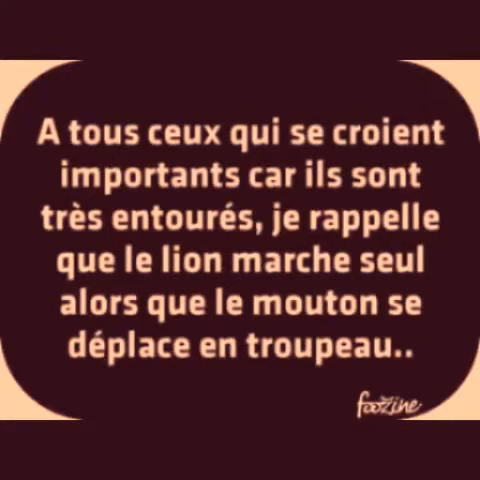 A tous ceux qui se croient
importants car ils sont
très entourés, je rappelle
que le lion marche seul
alors que le mouton se
déplace en troupeau..
foozine